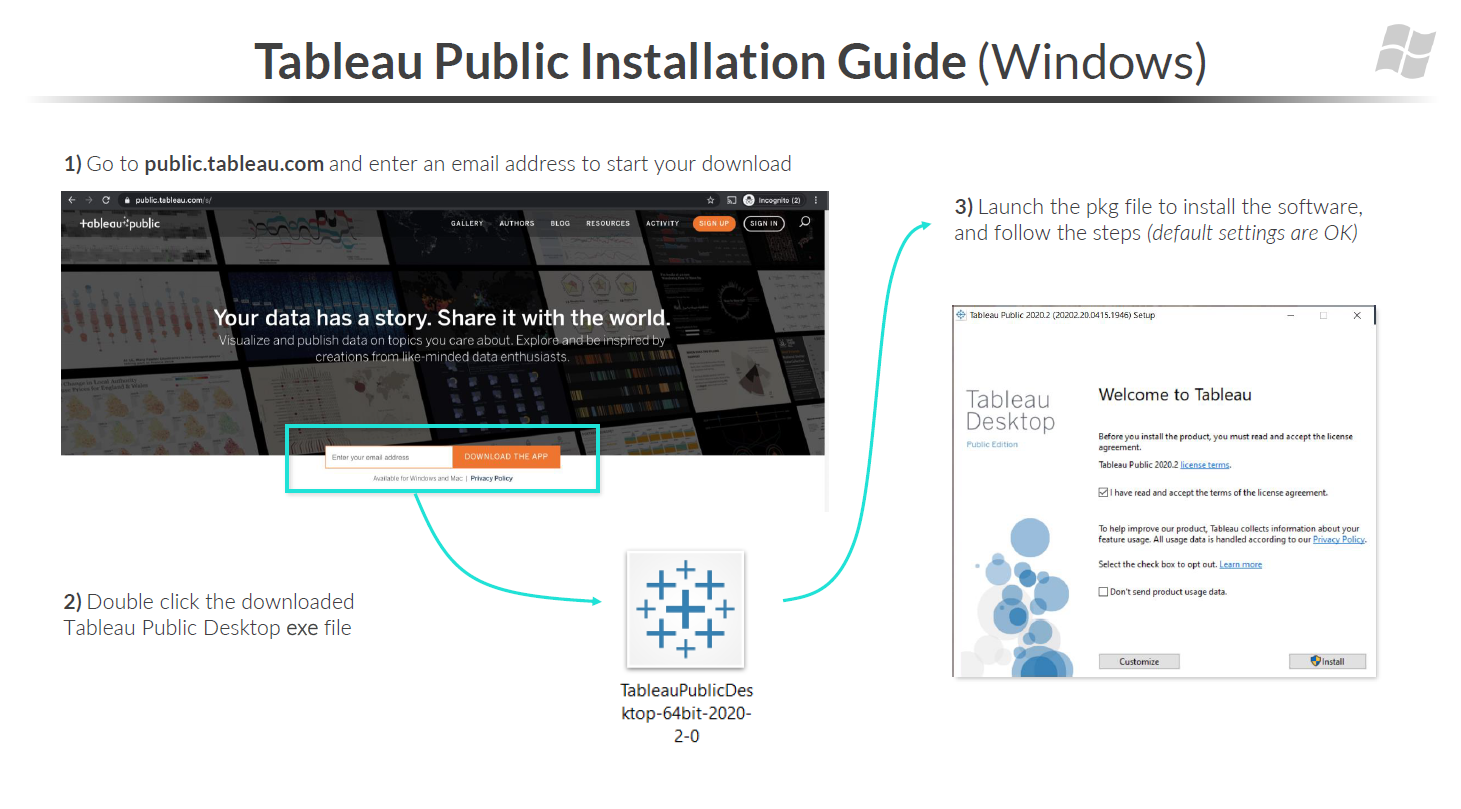 Tableau Public Installation Guide (Windows)
1) Go to public.tableau.com and enter an email address to start your download
public.tableau.com/s/
Incognito (2)
tableau public
GALLERY AUTHORS BLOG RESOURCES ACTIVITY SIGN UP SIGN IN
Your data has a story. Share it with the world.
Visualize and publish data on topics you care about. Explore and be inspired by
creations from like-minded data enthusiasts.
Enter your email address DOWNLOAD THE APP
Available for Windows and Mac | Privacy Policy
2) Double click the downloaded
Tableau Public Desktop exe file
TableauPublicDes
ktop-64bit-2020-
2-0
3) Launch the pkg file to install the software,
and follow the steps (default settings are OK)
Tableau Public 2020.2 (20202.20.0415.1946) Setup
Tableau
Desktop
Public Edition
Welcome to Tableau
Before you install the product, you must read and accept the license
agreement.
Tableau Public 2020.2 license terms.
I have read and accept the terms of the license agreement.
To help improve our product, Tableau collects information about your
feature usage. All usage data is handled according to our Privacy Policy.
Select the check box to opt out. Learn more
Don't send product usage data.
Customize
Install